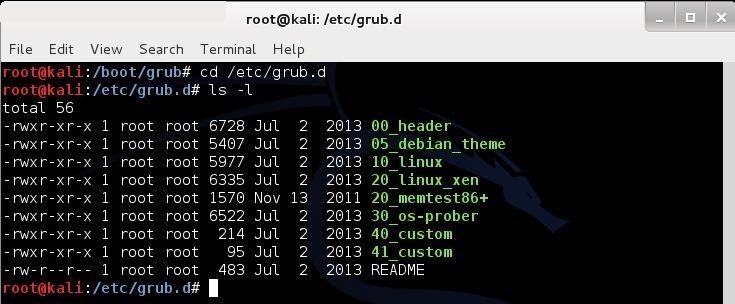 root@kali: /etc/grub.d
File Edit View Search Terminal Help
root@kali:/boot/grub# cd /etc/grub.d
root@kali:/etc/grub.d# ls -l
total 56
-rwxr-xr-x 1 root root 6728 Jul  2  2013 00_header
-rwxr-xr-x 1 root root 5407 Jul  2  2013 05_debian_theme
-rwxr-xr-x 1 root root 5977 Jul  2  2013 10_linux
-rwxr-xr-x 1 root root 6335 Jul  2  2013 20_linux_xen
-rwxr-xr-x 1 root root 1570 Nov 13  2011 20_memtest86+
-rwxr-xr-x 1 root root 6522 Jul  2  2013 30_os-prober
-rwxr-xr-x 1 root root  214 Jul  2  2013 40_custom
-rwxr-xr-x 1 root root   95 Jul  2  2013 41_custom
-rw-r--r-- 1 root root  483 Jul  2  2013 README
root@kali:/etc/grub.d#